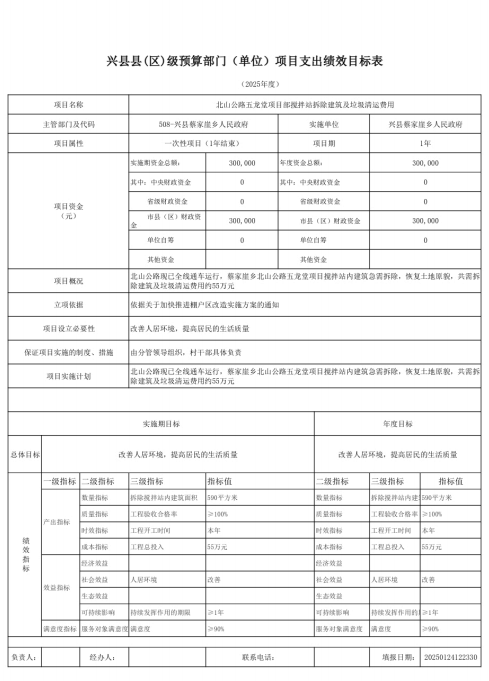 兴县县(区)级预算部门（单位）项目支出绩效目标表
（2025年度）
项目名称 北山公路五龙堂项目部搅拌站拆除建筑及垃圾清运费用
主管部门及代码 508-兴县蔡家崖乡人民政府 实施单位 兴县蔡家崖乡人民政府
项目属性 一次性项目（1年结束） 项目期 1年
项目资金
（元）
实施期资金总额： 300,000 年度资金总额： 300,000
其中：中央财政资金 0 其中：中央财政资金 0
省级财政资金 0 省级财政资金 0
市县（区）财政资
金 300,000 市县（区）财政资金 300,000
单位自筹 0 单位自筹 0
其他资金 其他资金
项目概况
北山公路现已全线通车运行，蔡家崖乡北山公路五龙堂项目搅拌站内建筑急需拆除，恢复土地原貌，共需拆
除建筑及垃圾清运费用约55万元
立项依据 依据关于加快推进棚户区改造实施方案的通知
项目设立必要性 改善人居环境，提高居民的生活质量
保证项目实施的制度、措施 由分管领导组织，村干部具体负责
项目实施计划
北山公路现已全线通车运行，蔡家崖乡北山公路五龙堂项目搅拌站内建筑急需拆除，恢复土地原貌，共需拆
除建筑及垃圾清运费用约55万元
实施期目标 年度目标
总体目标 改善人居环境，提高居民的生活质量 改善人居环境，提高居民的生活质量
绩效指标
一级指标 二级指标 三级指标 指标值 二级指标 三级指标 指标值
产出指标
数量指标 拆除搅拌站内建筑面积 590平方米 数量指标 拆除搅拌站内建 590平方米
质量指标 工程验收合格率 ≥100% 质量指标 工程验收合格率 ≥100%
时效指标 工程开工时间 本年 时效指标 工程开工时间 本年
成本指标 工程总投入 55万元 成本指标 工程总投入 55万元
效益指标
经济效益 经济效益
社会效益 人居环境 改善 社会效益 人居环境 改善
生态效益 生态效益
可持续影响 持续发挥作用的期限 ≥1年 可持续影响 持续发挥作用的 ≥1年
满意度指标 服务对象满意度 满意度 ≥90% 服务对象满意度 满意度 ≥90%
负责人： 经办人： 联系电话： 填报日期： 20250124122330